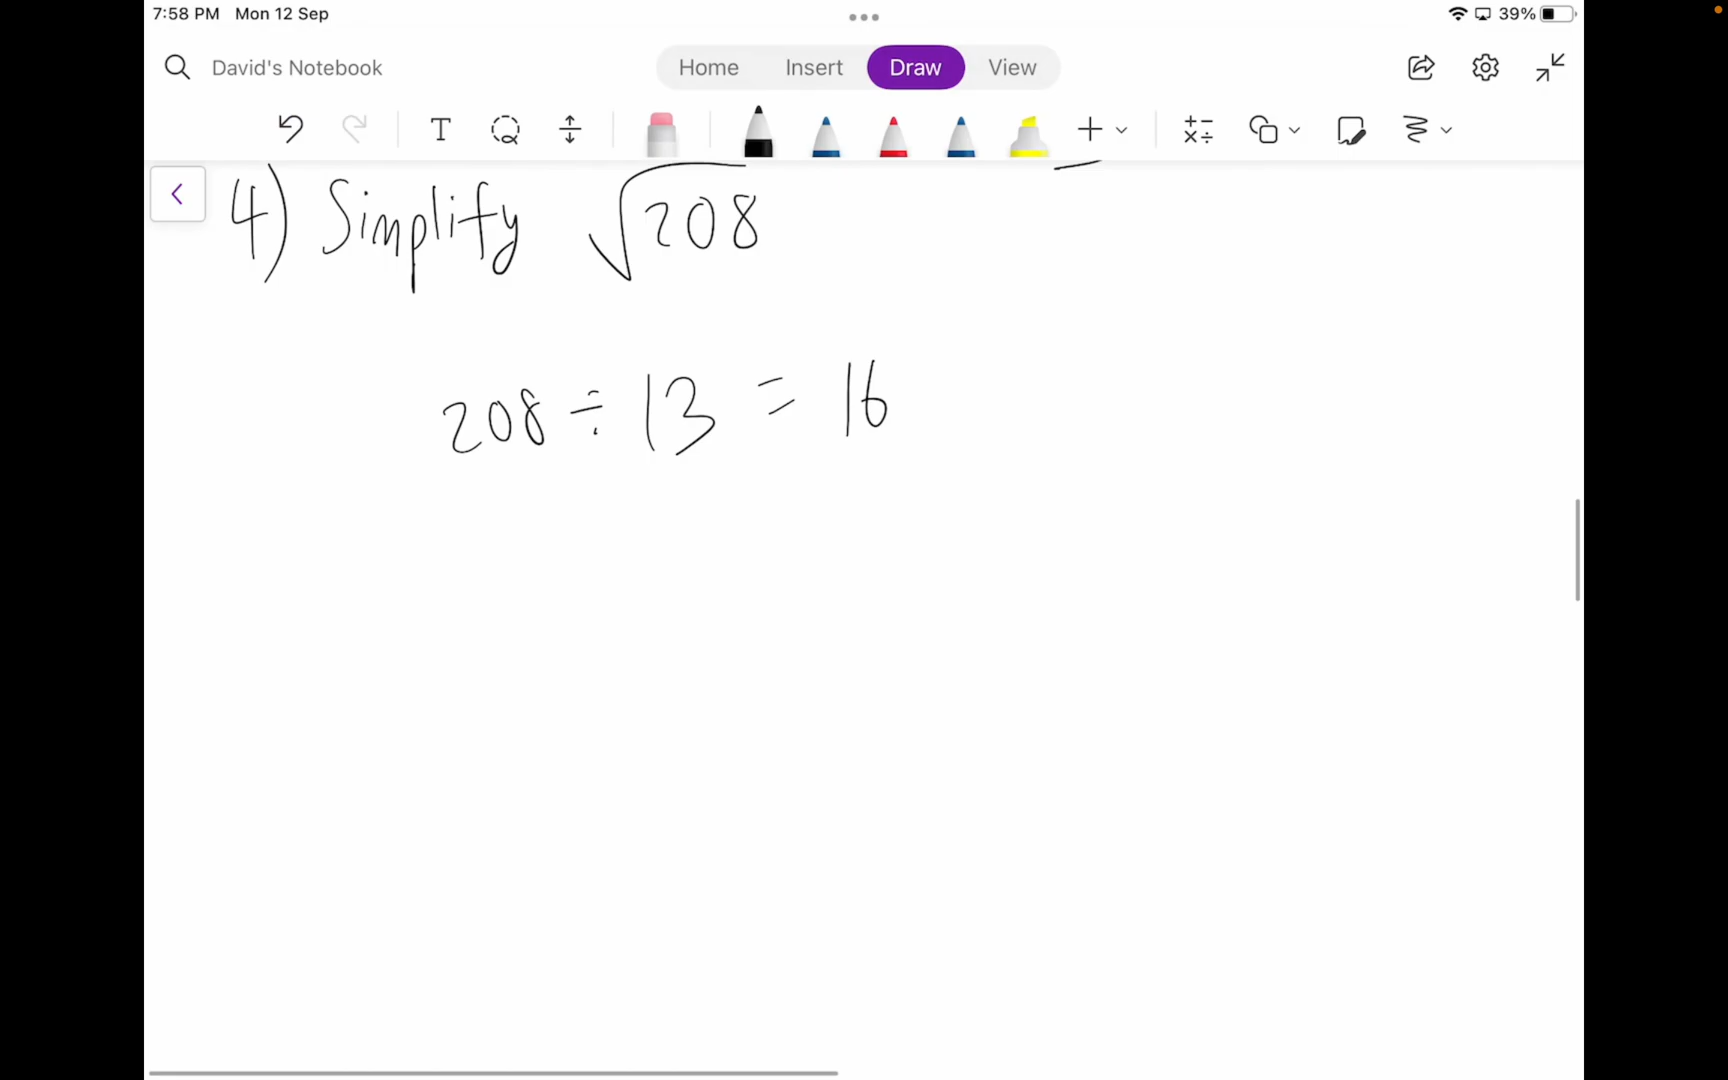 7:58 PM Mon 12 Sep
39%
David's Notebook
Home Insert Draw View
4) Simplify √208
208 ÷ 13 = 16